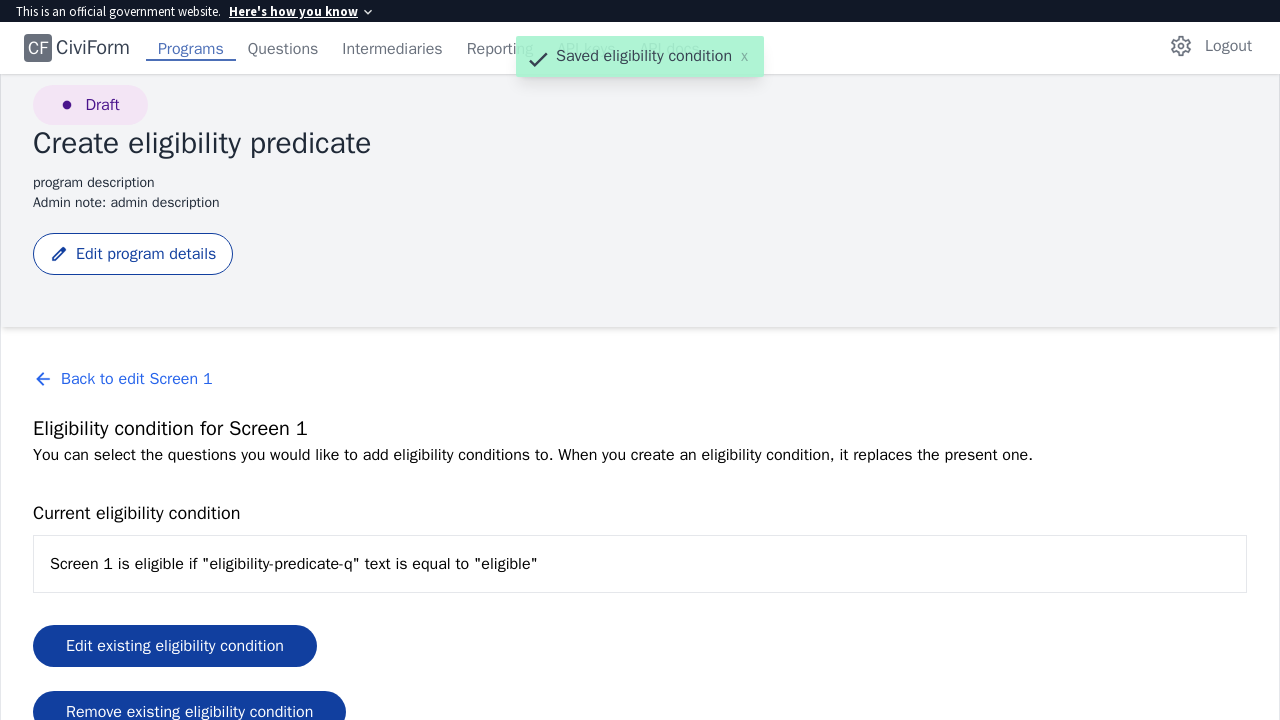 This is an official government website. Here's how you know
CF CiviForm Programs Questions Intermediaries Reporting Logout
Saved eligibility condition x
Draft
Create eligibility predicate
program description
Admin note: admin description
Edit program details
Back to edit Screen 1
Eligibility condition for Screen 1
You can select the questions you would like to add eligibility conditions to. When you create an eligibility condition, it replaces the present one.
Current eligibility condition
Screen 1 is eligible if "eligibility-predicate-q" text is equal to "eligible"
Edit existing eligibility condition
Remove existing eligibility condition